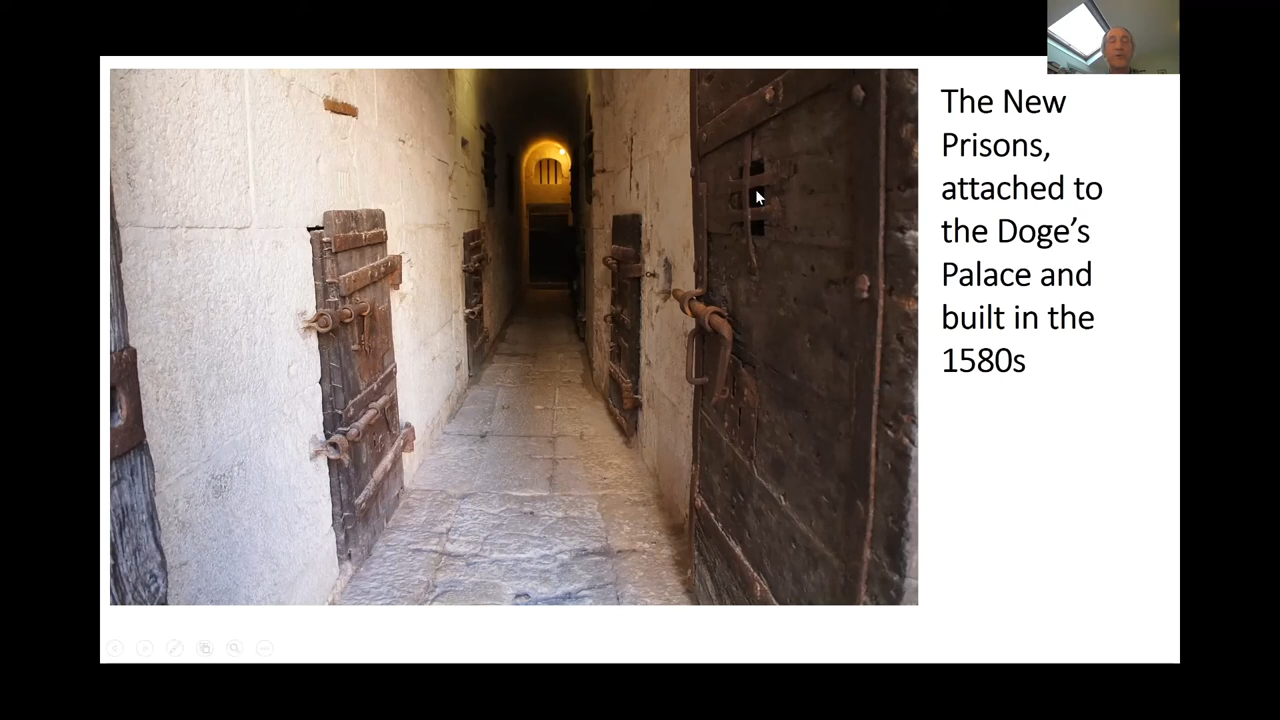 The New
Prisons,
attached to
the Doge’s
Palace and
built in the
1580s